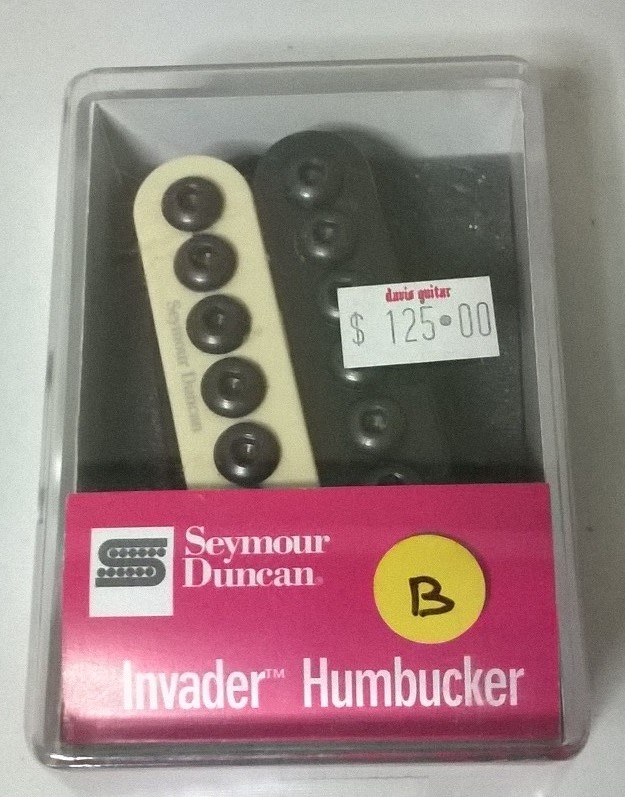 davis guitar
$ 125•00
Seymour Duncan
Seymour
Duncan®
B
Invader™ Humbucker